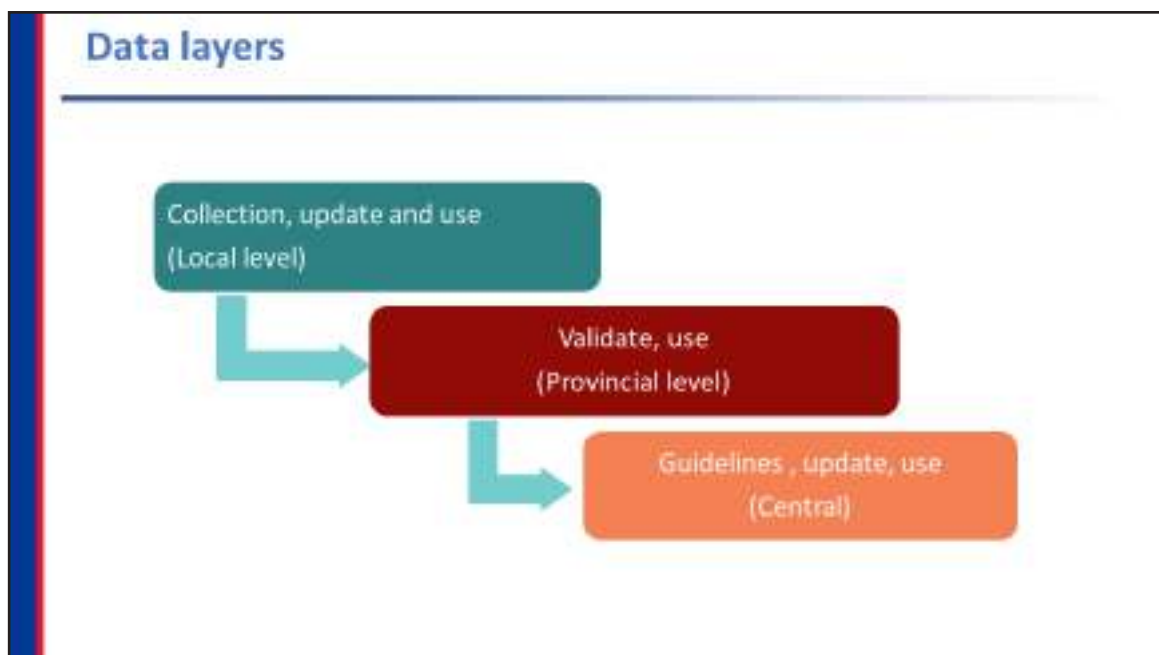 Data layers
Collection, update and use
(Local level)
Validate, use
(Provincial level)
Guidelines , update, use
(Central)